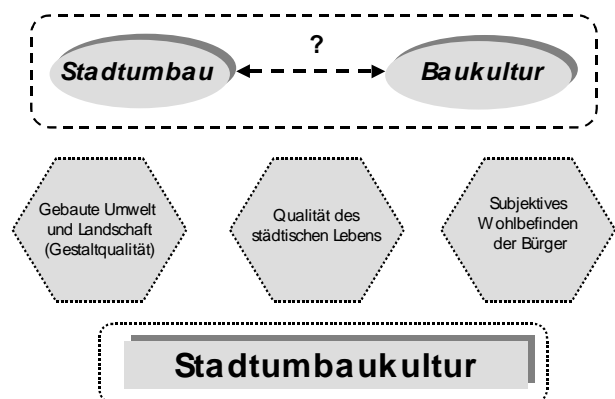 ?
Stadtumbau Baukultur
Gebaute Umwelt
und Landschaft
(Gestaltqualität)
Qualität des
städtischen Lebens
Subjektives
Wohlbefinden
der Bürger
Stadtumbaukultur